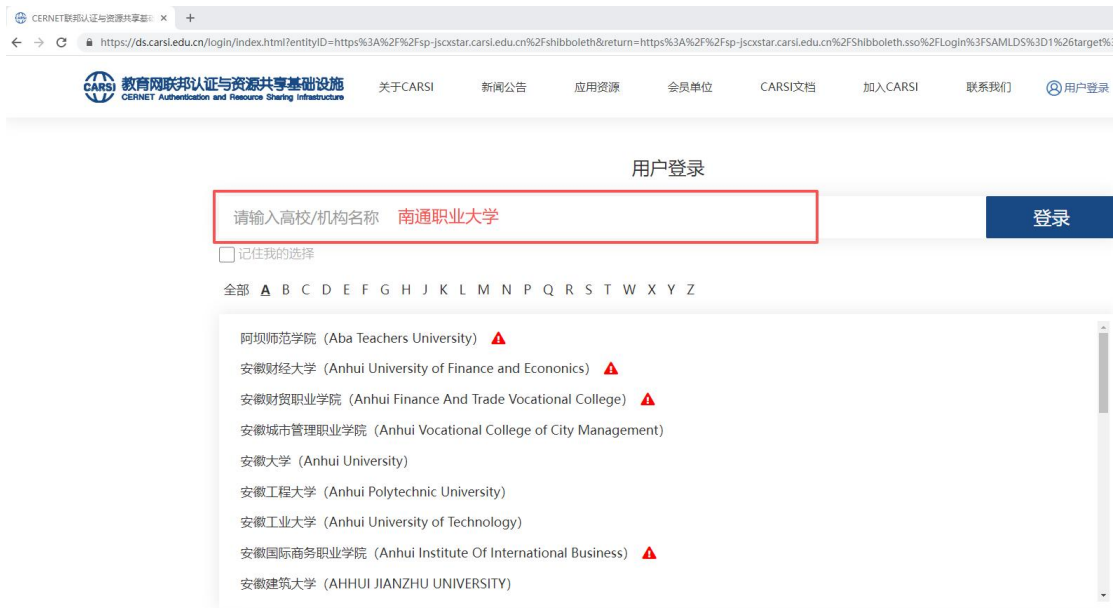 CERNET联邦认证与资源共享基
https://ds.carsi.edu.cn/login/index.html?entityID=https%3A%2F%2Fsp-jscxstar.carsi.edu.cn%2Fshibboleth&return=https%3A%2F%2Fsp-jscxstar.carsi.edu.cn%2FShibboleth.sso%2FLogin%3FSAMLDS%3D1%26target%3
CARSI 教育网联邦认证与资源共享基础设施
CERNET Authentication and Resource Sharing Infrastructure
关于CARSI 新闻公告 应用资源 会员单位 CARSI文档 加入CARSI 联系我们 用户登录
用户登录
请输入高校/机构名称 南通职业大学
登录
记住我的选择
全部 A B C D E F G H J K L M N P Q R S T W X Y Z
阿坝师范学院(Aba Teachers University)
安徽财经大学(Anhui University of Finance and Econonics)
安徽财贸职业学院(Anhui Finance And Trade Vocational College)
安徽城市管理职业学院(Anhui Vocational College of City Management)
安徽大学(Anhui University)
安徽工程大学(Anhui Polytechnic University)
安徽工业大学(Anhui University of Technology)
安徽国际商务职业学院(Anhui Institute Of International Business)
安徽建筑大学(AHHUI JIANZHU UNIVERSITY)